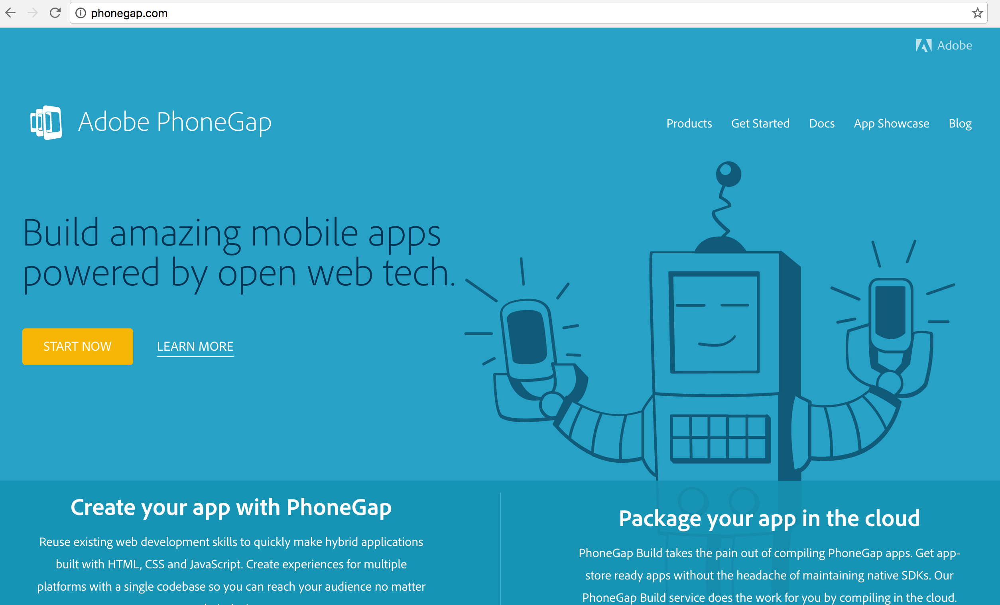 phonegap.com
Adobe
Adobe PhoneGap
Products Get Started Docs App Showcase Blog
Build amazing mobile apps
powered by open web tech.
START NOW LEARN MORE
Create your app with PhoneGap
Reuse existing web development skills to quickly make hybrid applications
built with HTML, CSS and JavaScript. Create experiences for multiple
platforms with a single codebase so you can reach your audience no matter
Package your app in the cloud
PhoneGap Build takes the pain out of compiling PhoneGap apps. Get app-
store ready apps without the headache of maintaining native SDKs. Our
PhoneGap Build service does the work for you by compiling in the cloud.